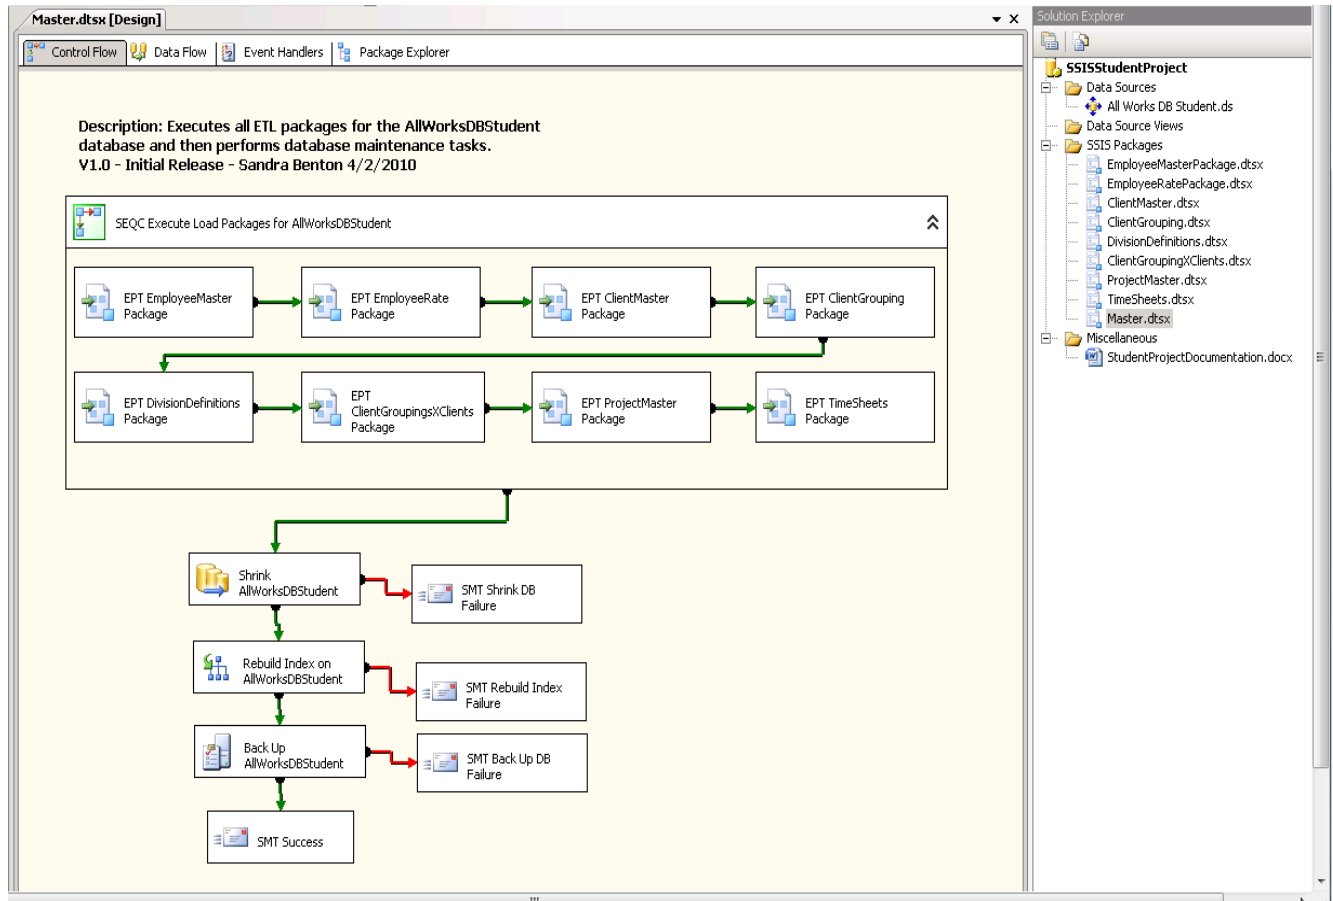 Master.dtsx [Design]
Control Flow
Data Flow
Event Handlers
Package Explorer
Description: Executes all ETL packages for the AllWorksDBStudent
database and then performs database maintenance tasks.
V1.0 - Initial Release - Sandra Benton 4/2/2010
SEQC Execute Load Packages for AllWorksDBStudent
EPT EmployeeMaster
Package
EPT EmployeeRate
Package
EPT ClientMaster
Package
EPT ClientGrouping
Package
EPT DivisionDefinitions
Package
EPT
ClientGroupingsXClients
Package
EPT ProjectMaster
Package
EPT TimeSheets
Package
Shrink
AllWorksDBStudent
SMT Shrink DB
Failure
Rebuild Index on
AllWorksDBStudent
SMT Rebuild Index
Failure
Back Up
AllWorksDBStudent
SMT Back Up DB
Failure
SMT Success
Solution Explorer
SSISStudentProject
Data Sources
All Works DB Student.ds
Data Source Views
SSIS Packages
EmployeeMasterPackage.dtsx
EmployeeRatePackage.dtsx
ClientMaster.dtsx
ClientGrouping.dtsx
DivisionDefinitions.dtsx
ClientGroupingXClients.dtsx
ProjectMaster.dtsx
TimeSheets.dtsx
Master.dtsx
Miscellaneous
StudentProjectDocumentation.docx